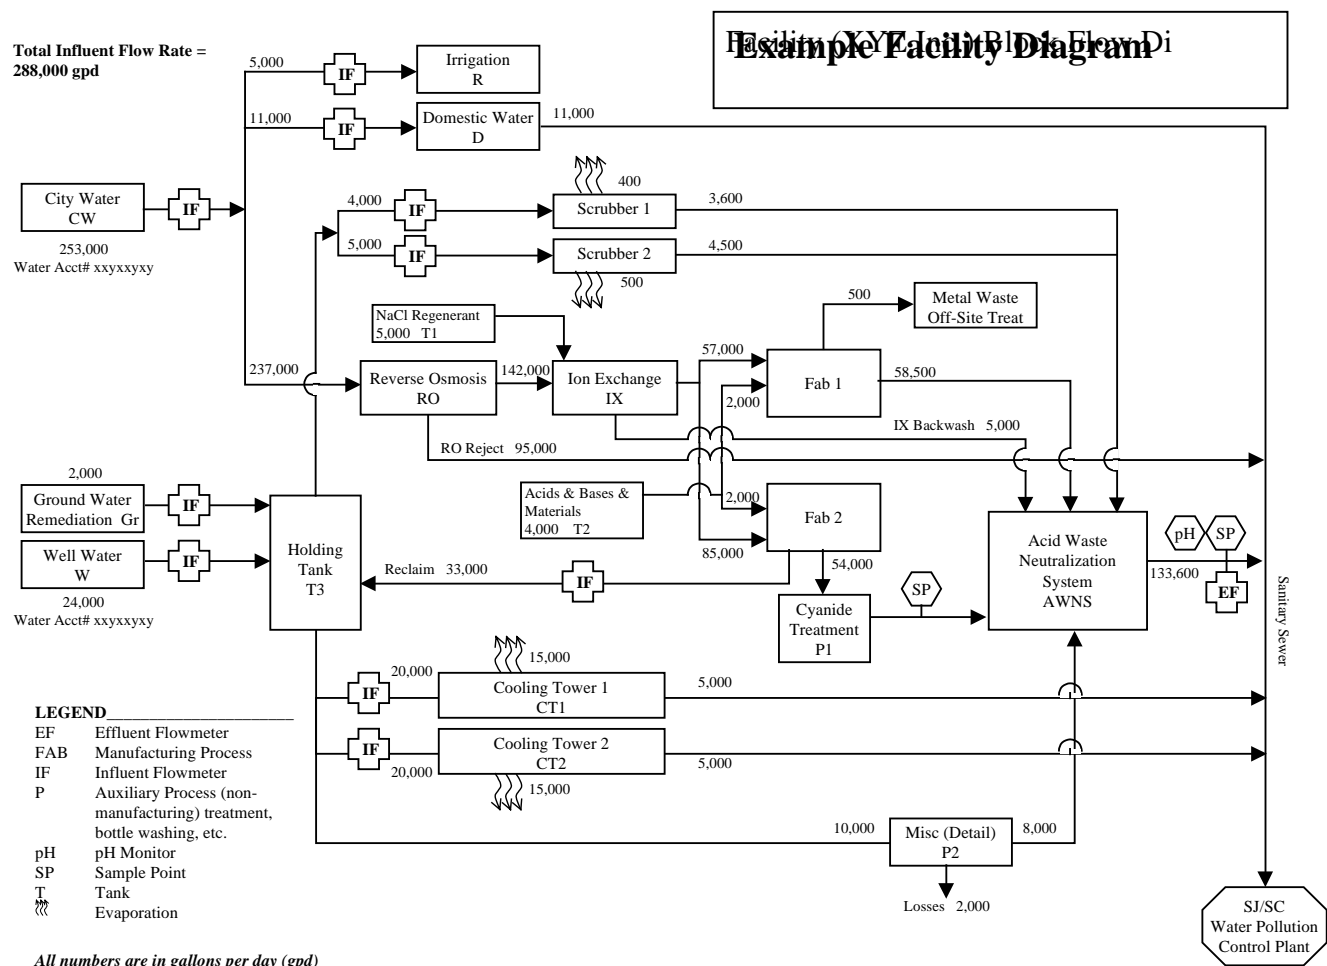 Facility (XYZ Ind.) Block Flow Di
Example Facility Diagram
Total Influent Flow Rate =
288,000 gpd
5,000
IF
Irrigation
R
11,000
IF
Domestic Water
D
11,000
City Water
CW
IF
253,000
Water Acct# xxyxxyxy
4,000
IF
400
Scrubber 1
3,600
5,000
IF
Scrubber 2
4,500
500
NaCl Regenerant
5,000 T1
500
Metal Waste
Off-Site Treat
237,000
Reverse Osmosis
RO
142,000
Ion Exchange
IX
57,000
2,000
Fab 1
58,500
IX Backwash 5,000
RO Reject 95,000
2,000
Ground Water
Remediation Gr
IF
Well Water
W
IF
24,000
Water Acct# xxyxxyxy
Holding
Tank
T3
Acids & Bases &
Materials
4,000 T2
2,000
85,000
Fab 2
Reclaim 33,000
IF
54,000
Cyanide
Treatment
P1
SP
Acid Waste
Neutralization
System
AWNS
pH
SP
133,600
EF
Sanitary Sewer
15,000
20,000
IF
Cooling Tower 1
CT1
5,000
IF
20,000
Cooling Tower 2
CT2
5,000
15,000
10,000
Misc (Detail)
P2
8,000
Losses 2,000
SJ/SC
Water Pollution
Control Plant
LEGEND______________________
EF Effluent Flowmeter
FAB Manufacturing Process
IF Influent Flowmeter
P Auxiliary Process (non-
manufacturing) treatment,
bottle washing, etc.
pH pH Monitor
SP Sample Point
T Tank
Evaporation
All numbers are in gallons per day (gpd)